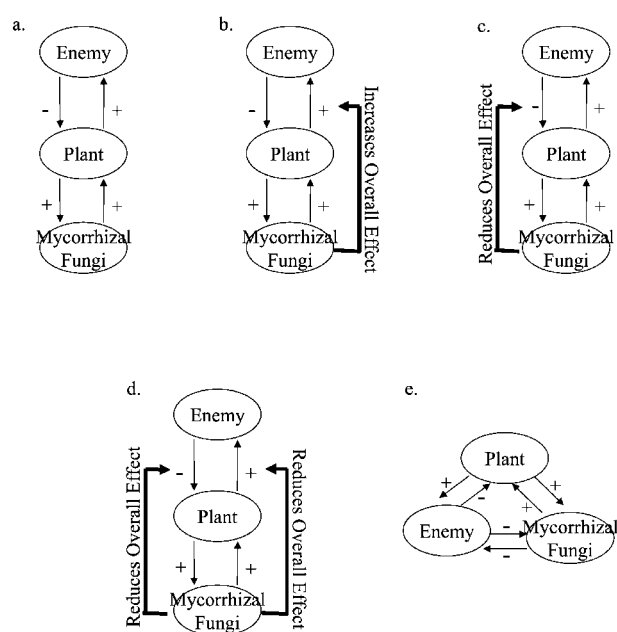 a.
Enemy
- +
Plant
+ +
Mycorrhizal
Fungi
b.
Enemy
- +
Plant
+ +
Mycorrhizal
Fungi
Increases Overall Effect
c.
Enemy
- +
Plant
+ +
Mycorrhizal
Fungi
Reduces Overall Effect
d.
Enemy
- +
Plant
+ +
Mycorrhizal
Fungi
Reduces Overall Effect
Reduces Overall Effect
e.
Plant
+ - + +
Enemy
- -
Mycorrhizal
Fungi